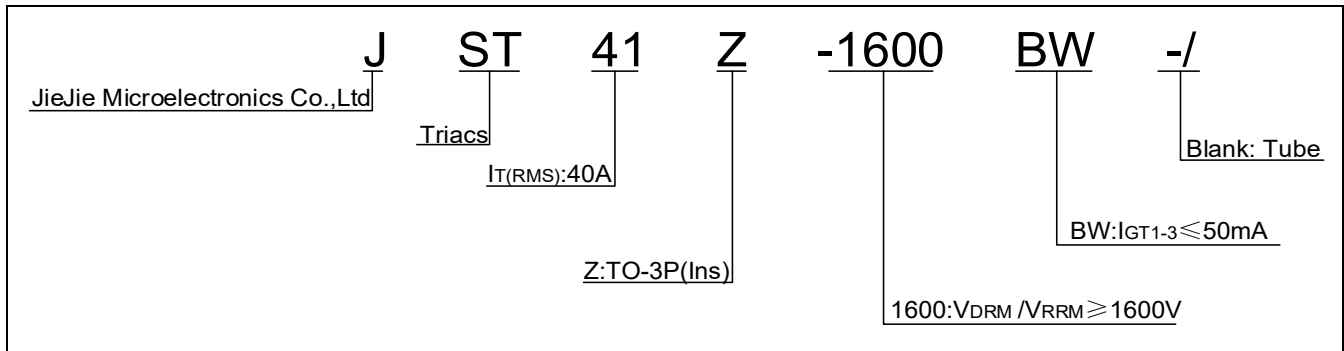 J ST 41 Z -1600 BW -/
JieJie Microelectronics Co.,Ltd
Triacs
Blank: Tube
IT(RMS):40A
BW:IGT1-3≤50mA
Z:TO-3P(Ins)
1600:VDRM /VRRM≥1600V